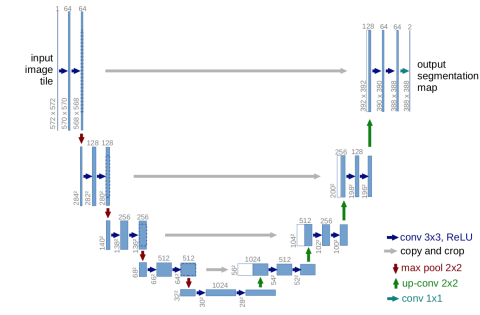 1 64 64
128 64 64 2
input
image
tile
output
segmentation
map
572 x 572
570 x 570
568 x 568
392 x 392
390 x 390
388 x 388
388 x 388
128 128
256 128
284²
282²
280²
200²
198²
196²
256 256
512 256
140²
138²
136²
104²
102²
100²
512 512
1024 512
68²
66²
64²
56²
54²
52²
1024
32²
30²
28²
conv 3x3, ReLU
copy and crop
max pool 2x2
up-conv 2x2
conv 1x1